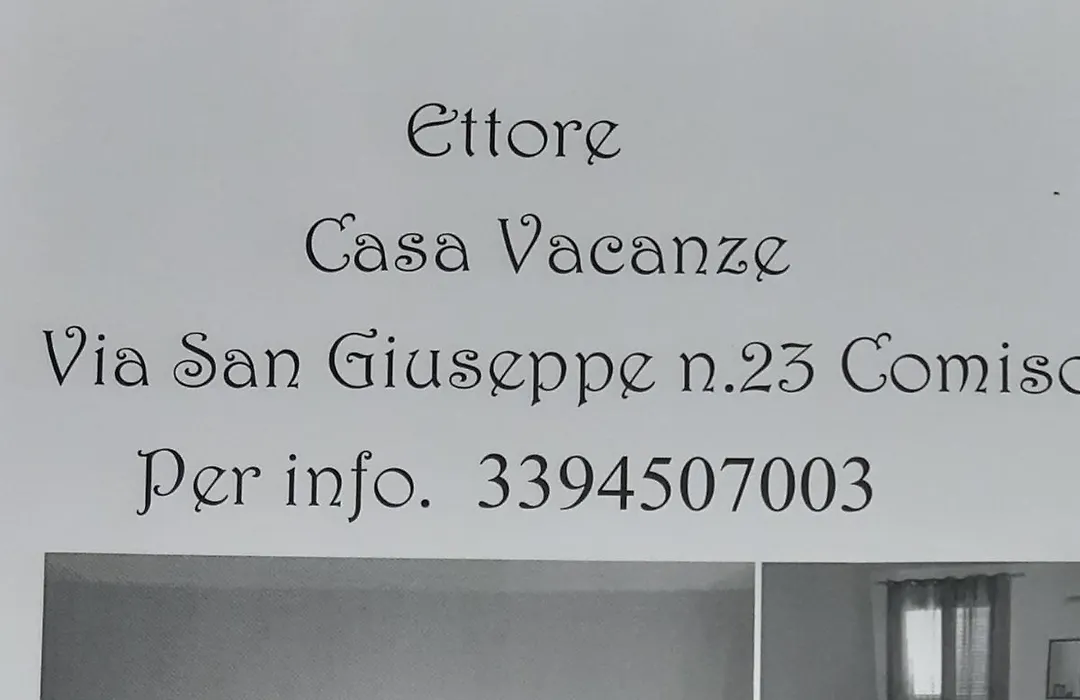 Ettore
Casa Vacanze
Via San Giuseppe n.23 Comiso
Per info. 3394507003